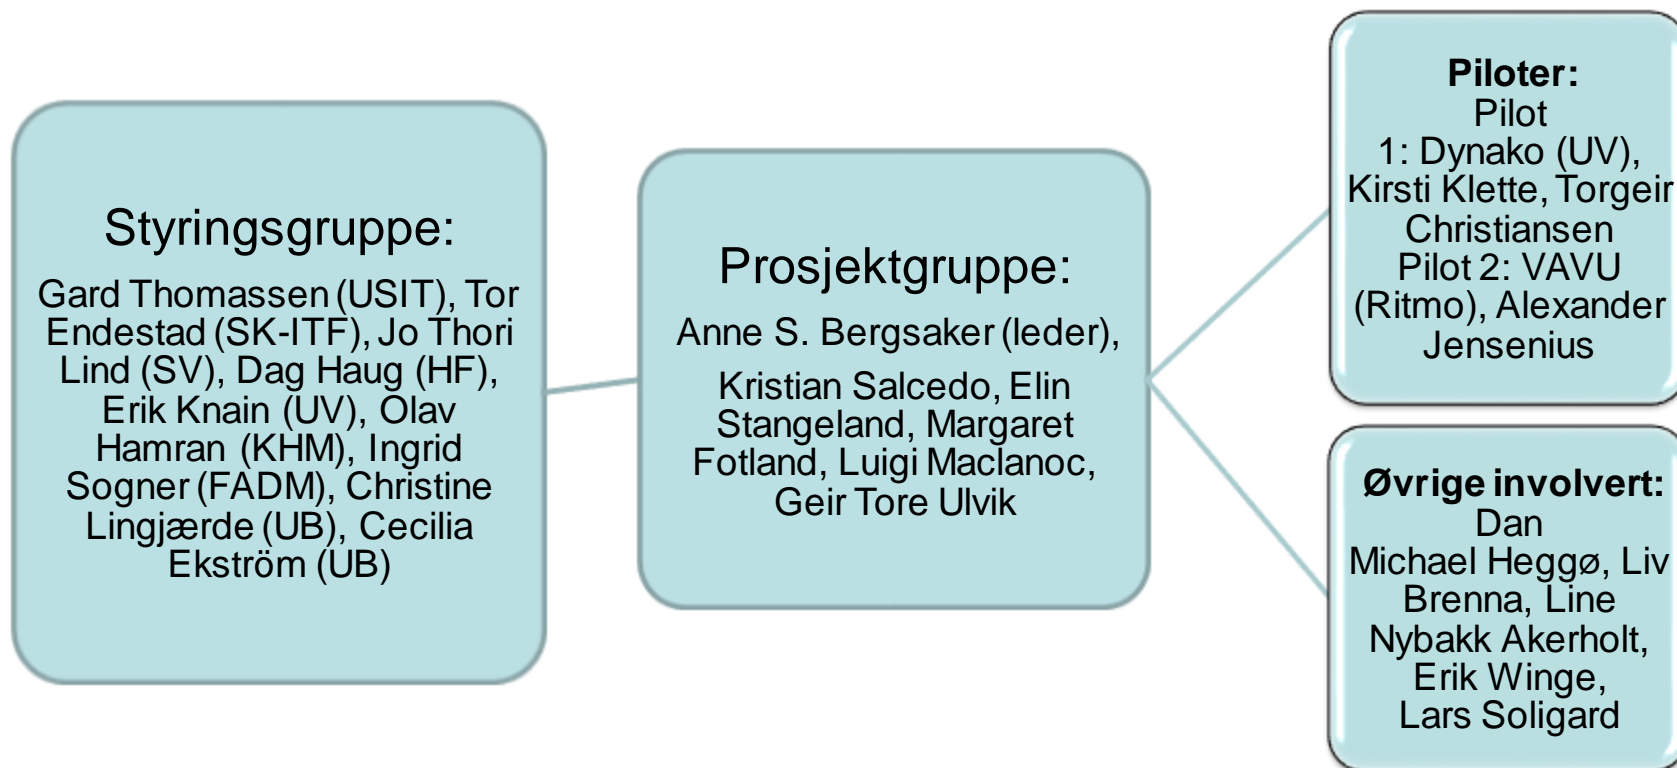 Styringsgruppe:
Gard Thomassen (USIT), Tor
Endestad (SK-ITF), Jo Thori
Lind (SV), Dag Haug (HF),
Erik Knain (UV), Olav
Hamran (KHM), Ingrid
Sogner (FADM), Christine
Lingjærde (UB), Cecilia
Ekström (UB)
Prosjektgruppe:
Anne S. Bergsaker (leder),
Kristian Salcedo, Elin
Stangeland, Margaret
Fotland, Luigi Maclanoc,
Geir Tore Ulvik
Piloter:
Pilot
1: Dynako (UV),
Kirsti Klette, Torgeir
Christiansen
Pilot 2: VAVU
(Ritmo), Alexander
Jensenius
Øvrige involvert:
Dan
Michael Heggø, Liv
Brenna, Line
Nybakk Akerholt,
Erik Winge,
Lars Soligard